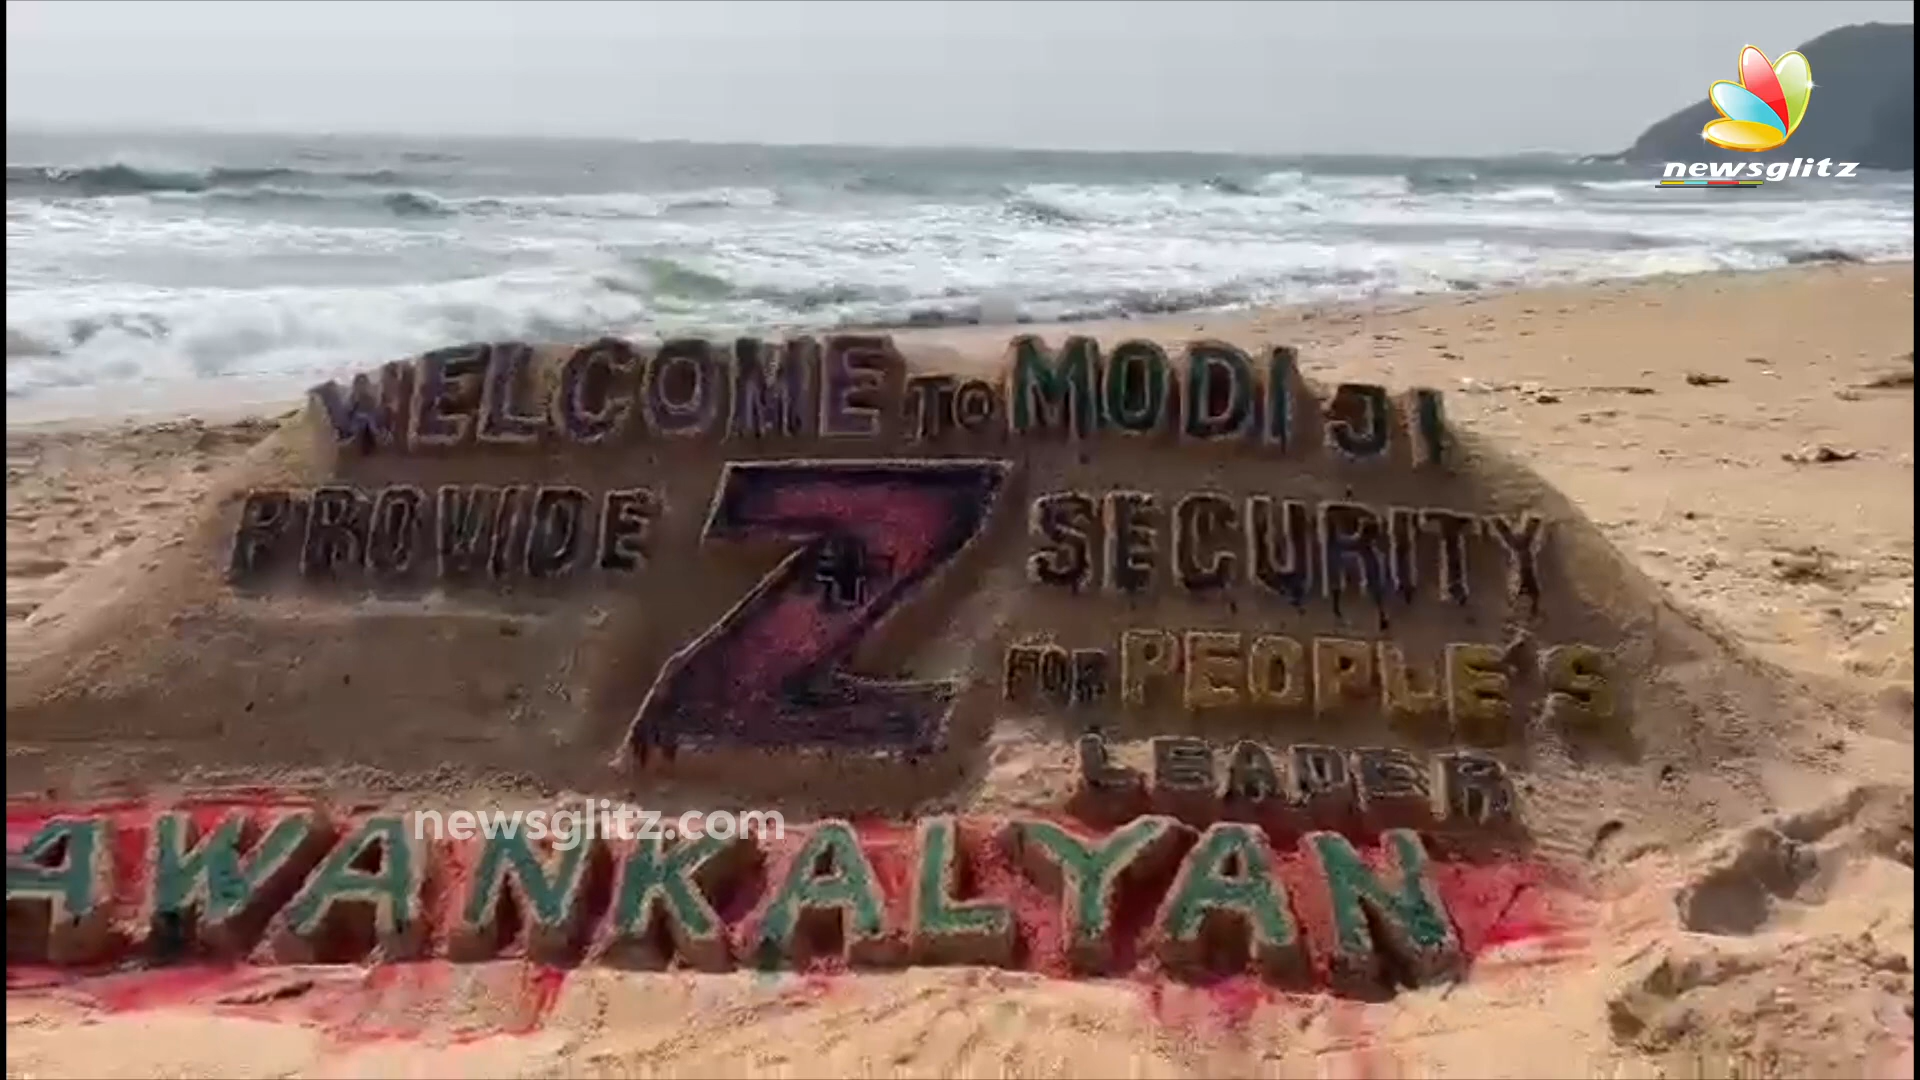 newsglitz
WELCOME TO MODI JI
PROVIDE Z+ SECURITY
FOR PEOPLE'S
LEADER
AWANKALYAN
newsglitz.com